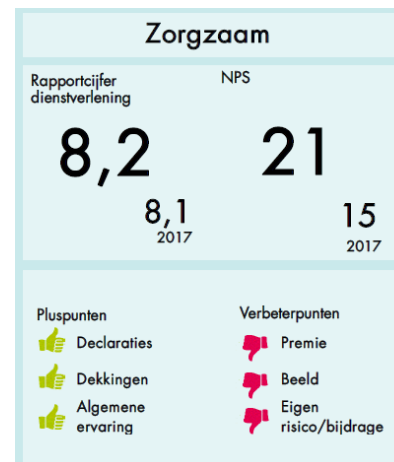 Zorgzaam
Rapportcijfer
dienstverlening
NPS
8,2
21
8,1
2017
15
2017
Pluspunten
Declaraties
Dekkingen
Algemene
ervaring
Verbeterpunten
Premie
Beeld
Eigen
risico/bijdrage